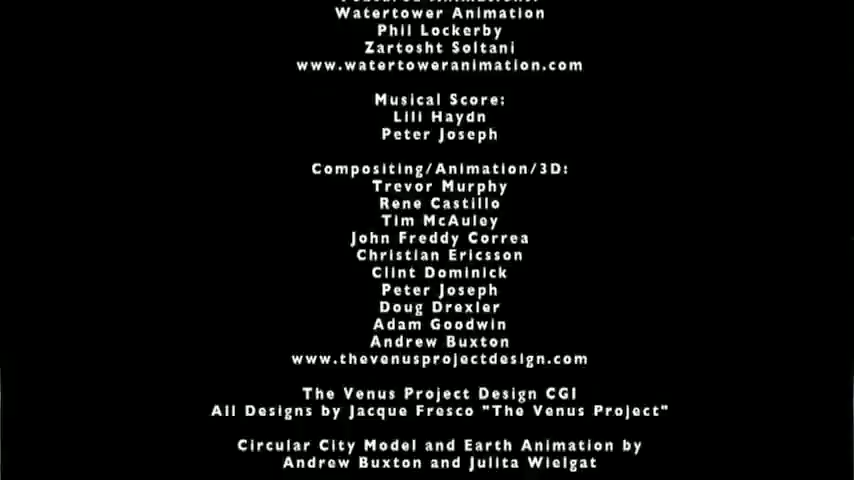 Featured Animations:
Watertower Animation
Phil Lockerby
Zartosht Soltani
www.watertoweranimation.com
Musical Score:
Lili Haydn
Peter Joseph
Compositing/Animation/3D:
Trevor Murphy
Rene Castillo
Tim McAuley
John Freddy Correa
Christian Ericsson
Clint Dominick
Peter Joseph
Doug Drexler
Adam Goodwin
Andrew Buxton
www.thevenusprojectdesign.com
The Venus Project Design CGI
All Designs by Jacque Fresco "The Venus Project"
Circular City Model and Earth Animation by
Andrew Buxton and Julita Wielgat